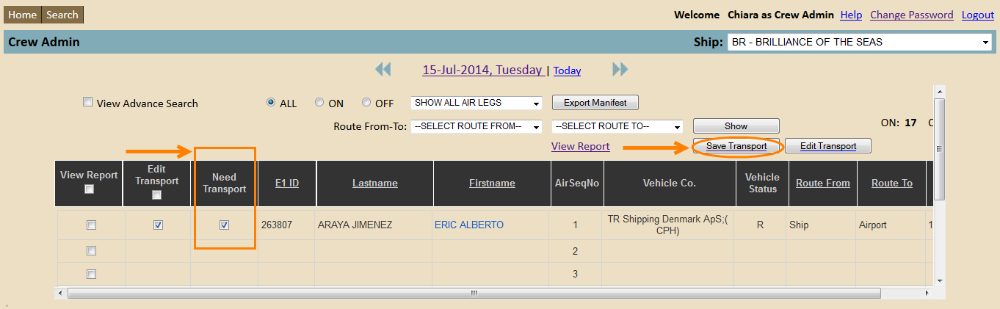 Home Search Welcome Chiara as Crew Admin Help Change Password Logout
Crew Admin Ship: BR - BRILLIANCE OF THE SEAS
15-Jul-2014, Tuesday | Today
View Advance Search ALL ON OFF SHOW ALL AIR LEGS Export Manifest
Route From-To: --SELECT ROUTE FROM-- --SELECT ROUTE TO-- Show ON: 17
View Report Save Transport Edit Transport
View Report Edit Transport Need Transport E1 ID Lastname Firstname AirSeqNo Vehicle Co. Vehicle Status Route From Route To
263807 ARAYA JIMENEZ ERIC ALBERTO 1 TR Shipping Denmark ApS;( CPH) R Ship Airport 1
2
3